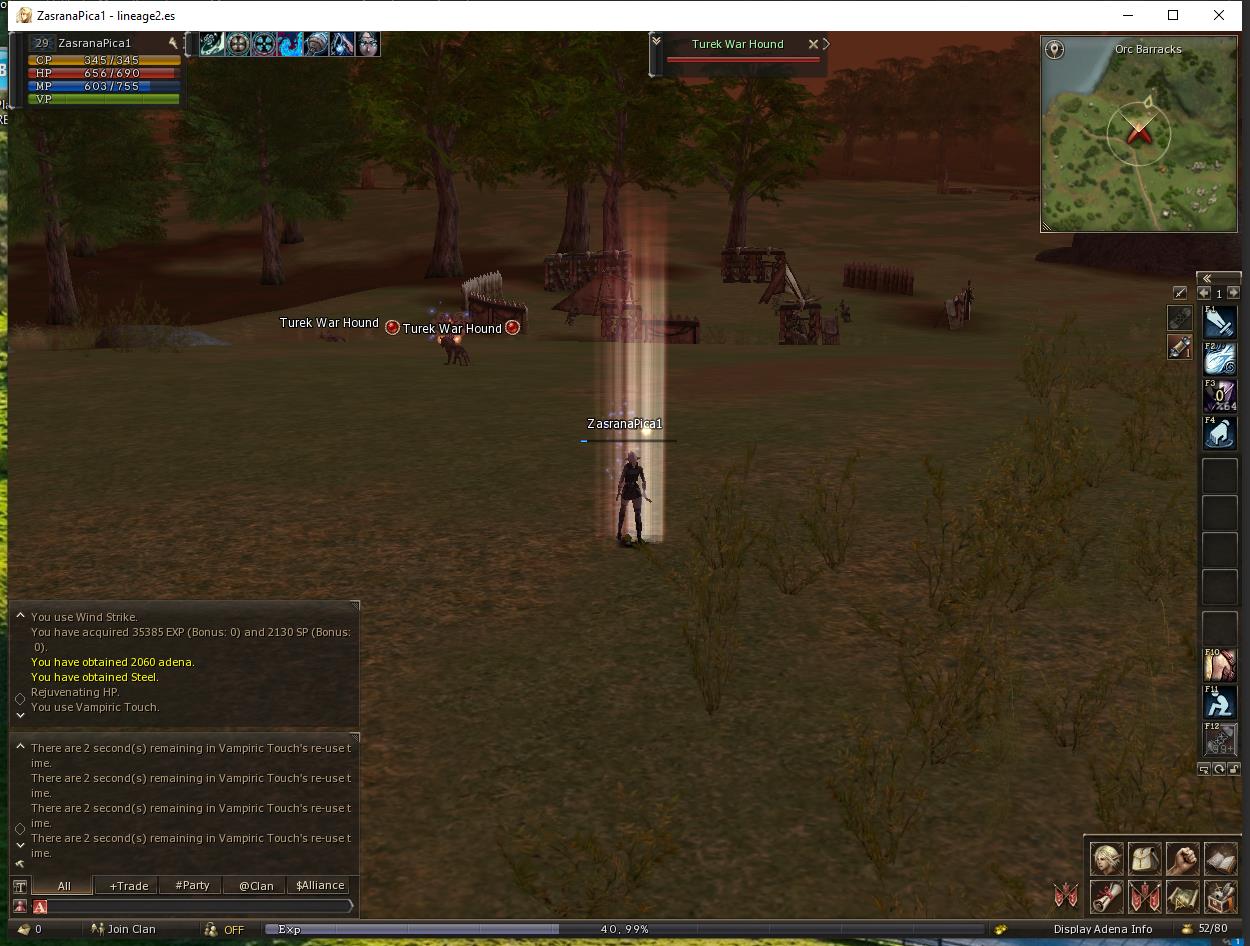 ZasranaPica1 - lineage2.es
29 ZasranaPica1
CP 345/345
HP 656/690
MP 603/755
VP
Turek War Hound
Orc Barracks
1
F1
F2
F3
0
%64
F4
1
Turek War Hound
Turek War Hound
ZasranaPica1
F10
F11
F12
99+
You use Wind Strike.
You have acquired 35385 EXP (Bonus: 0) and 2130 SP (Bonus:
0).
You have obtained 2060 adena.
You have obtained Steel.
Rejuvenating HP.
You use Vampiric Touch.
There are 2 second(s) remaining in Vampiric Touch's re-use t
ime.
There are 2 second(s) remaining in Vampiric Touch's re-use t
ime.
There are 2 second(s) remaining in Vampiric Touch's re-use t
ime.
There are 2 second(s) remaining in Vampiric Touch's re-use t
ime.
All +Trade #Party @Clan $Alliance
A
0 Join Clan OFF Exp 40, 99% Display Adena Info 52/80